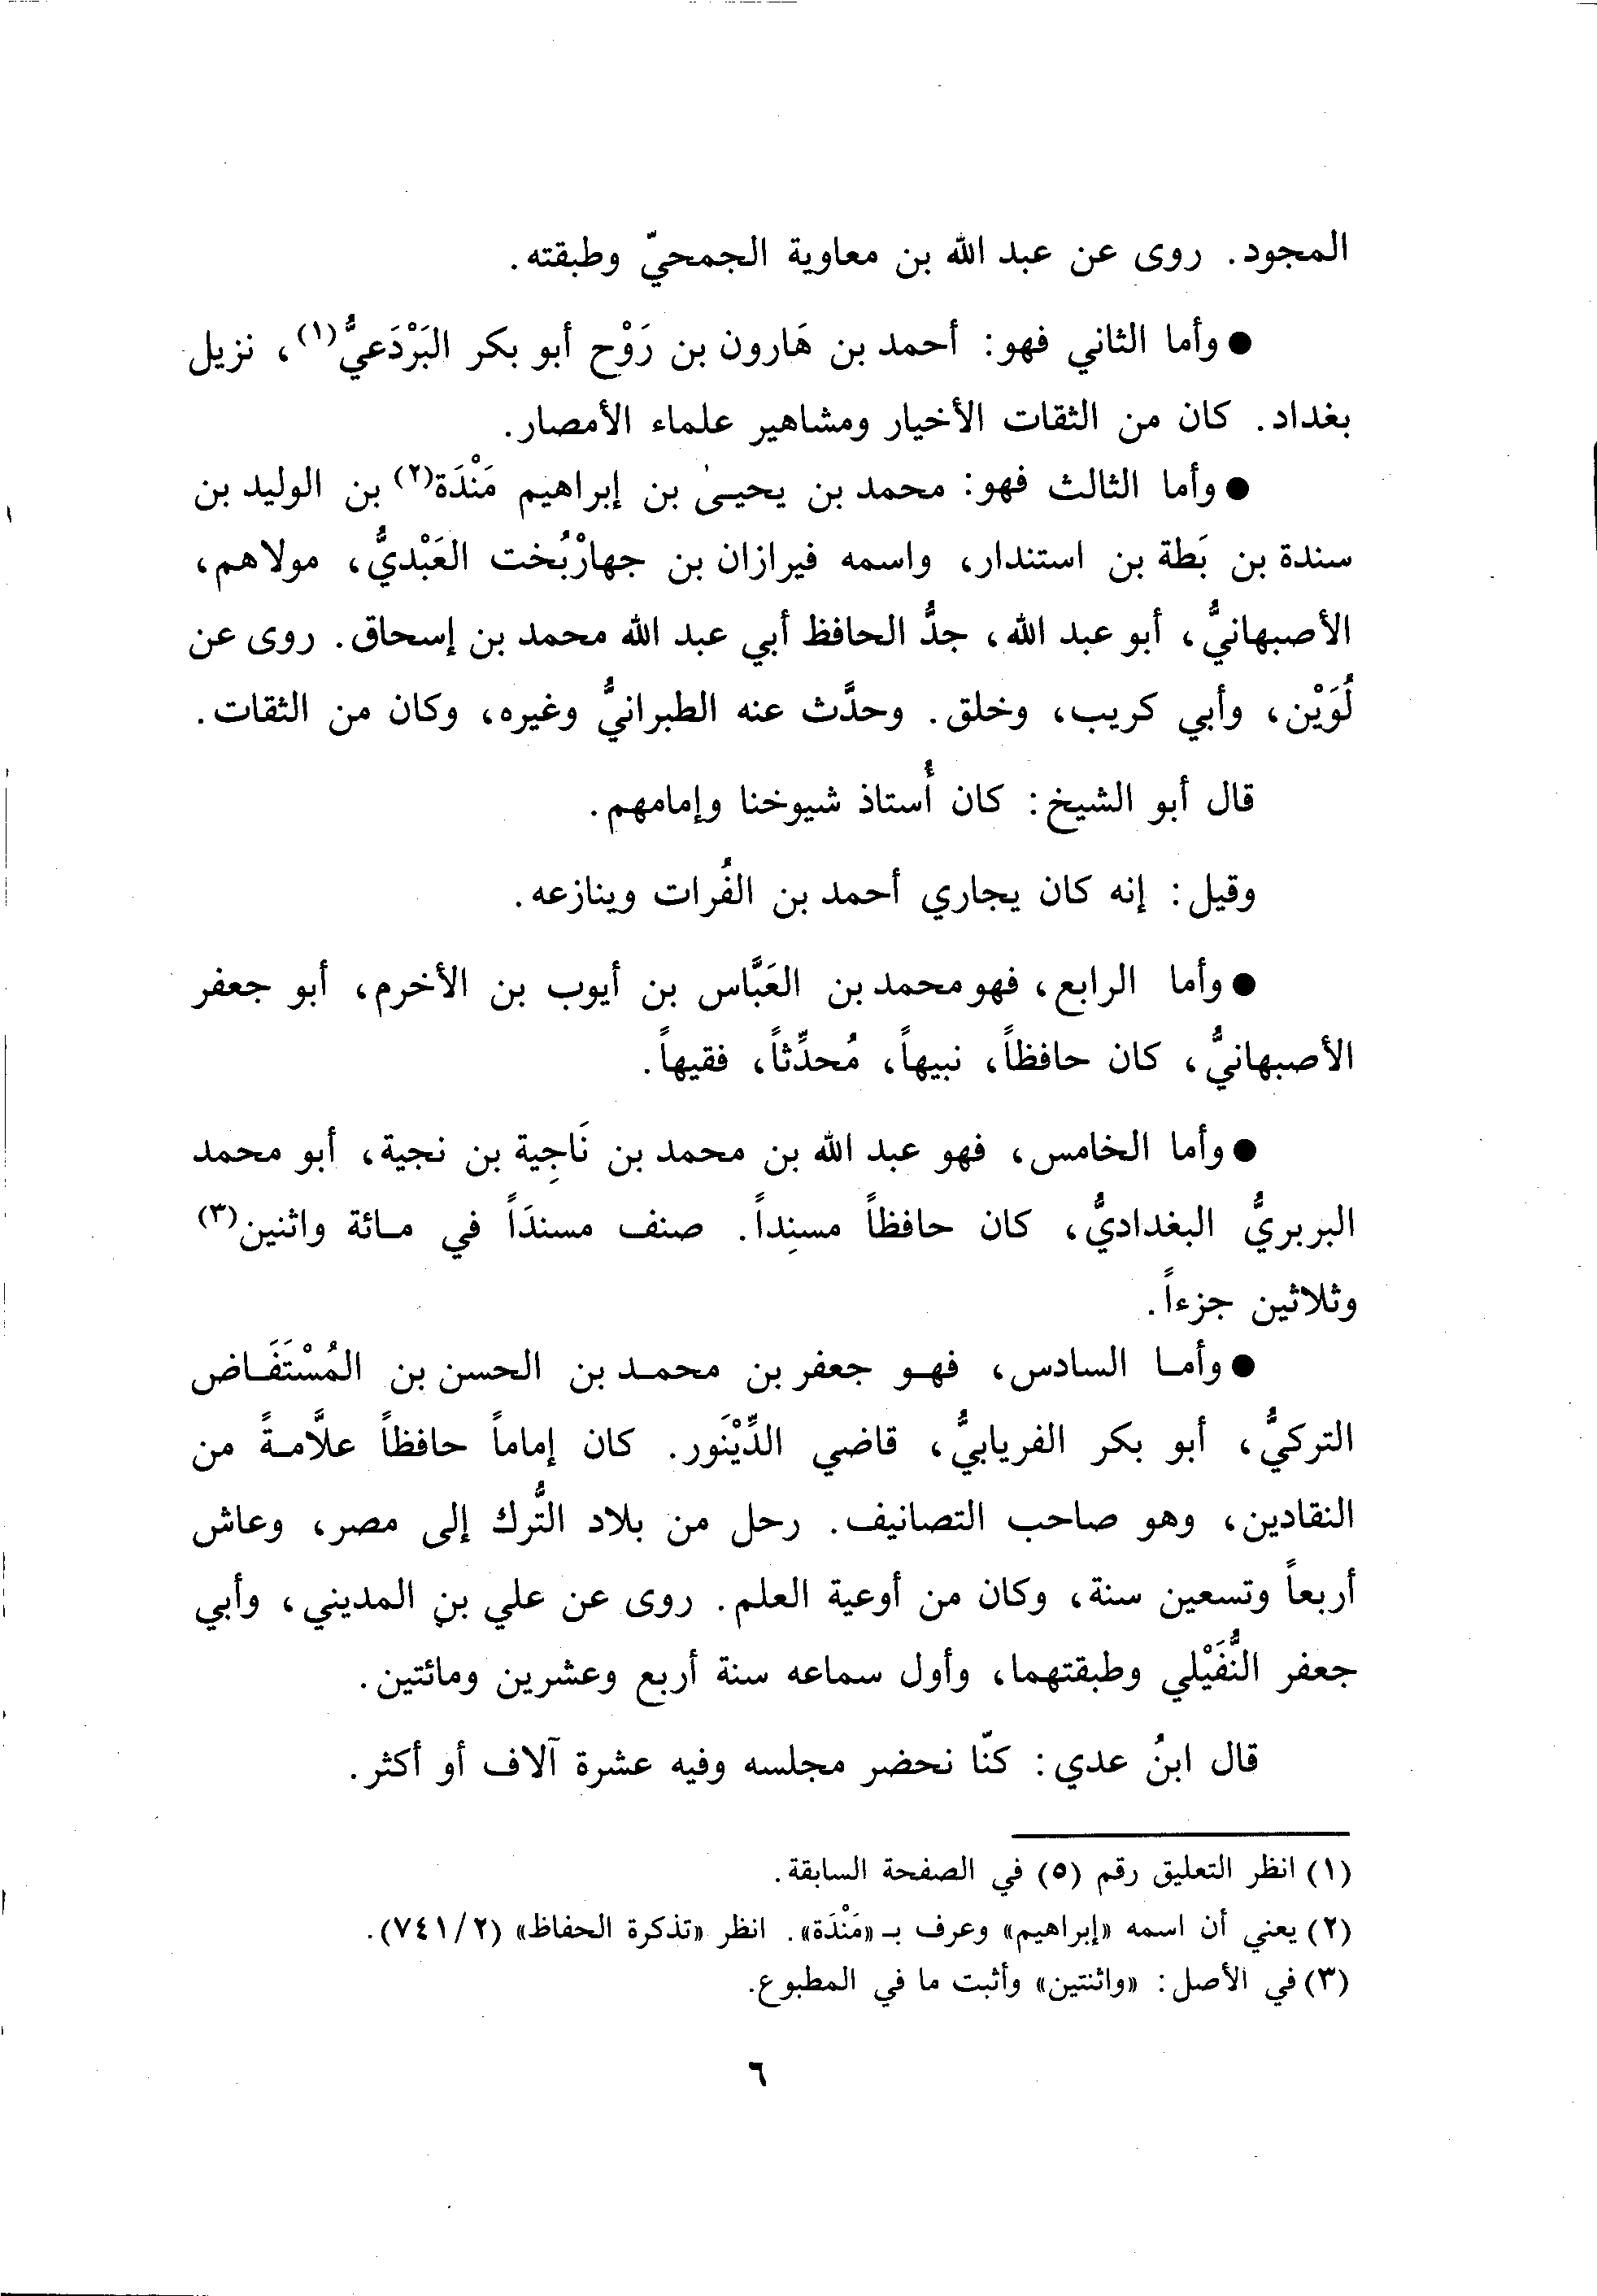 المجود. روى عن عبد الله بن معاوية الجمحيّ وطبقته.
● وأما الثاني فهو: أحمد بن هَارون بن رَوْح أبو بكر البَرْدَعيُّ(١)، نزيل
بغداد. كان من الثقات الأخيار ومشاهير علماء الأمصار.
● وأما الثالث فهو: محمد بن يحيىٰ بن إبراهيم مَنْدَة(٢) بن الوليد بن
سندة بن بَطة بن استندار، واسمه فيرازان بن جهارْبُخت العَبْديُّ، مولاهم،
الأصبهانيُّ، أبو عبد الله، جدُّ الحافظ أبي عبد الله محمد بن إسحاق. روى عن
لُوَيْن، وأبي كريب، وخلق. وحدَّث عنه الطبرانيُّ وغيره، وكان من الثقات.
قال أبو الشيخ: كان أُستاذ شيوخنا وإمامهم.
وقيل: إنه كان يجاري أحمد بن الفُرات وينازعه.
● وأما الرابع، فهو محمد بن العَبَّاس بن أيوب بن الأخرم، أبو جعفر
الأصبهانيُّ، كان حافظاً، نبيهاً، مُحدِّثاً، فقيهاً.
● وأما الخامس، فهو عبد الله بن محمد بن نَاجِية بن نجية، أبو محمد
البربريُّ البغداديُّ، كان حافظاً مسنِداً. صنف مسندَاً في مائة واثنين(٣)
وثلاثين جزءاً.
● وأما السادس، فهو جعفر بن محمد بن الحسن بن المُسْتَفَاض
التركيُّ، أبو بكر الفريابيُّ، قاضي الدِّيْنَور. كان إماماً حافظاً علاَّمةً من
النقادين، وهو صاحب التصانيف. رحل من بلاد التُّرك إلى مصر، وعاش
أربعاً وتسعين سنة، وكان من أوعية العلم. روى عن علي بن المديني، وأبي
جعفر النُّفَيْلي وطبقتهما، وأول سماعه سنة أربع وعشرين ومائتين.
قال ابنُ عدي: كنّا نحضر مجلسه وفيه عشرة آلاف أو أكثر.
(١) انظر التعليق رقم (٥) في الصفحة السابقة.
(٢) يعني أن اسمه «إبراهيم» وعرف بـ «مَنْدَة». انظر «تذكرة الحفاظ» (٧٤١/٢).
(٣) في الأصل: «واثنتين» وأثبت ما في المطبوع.
٦